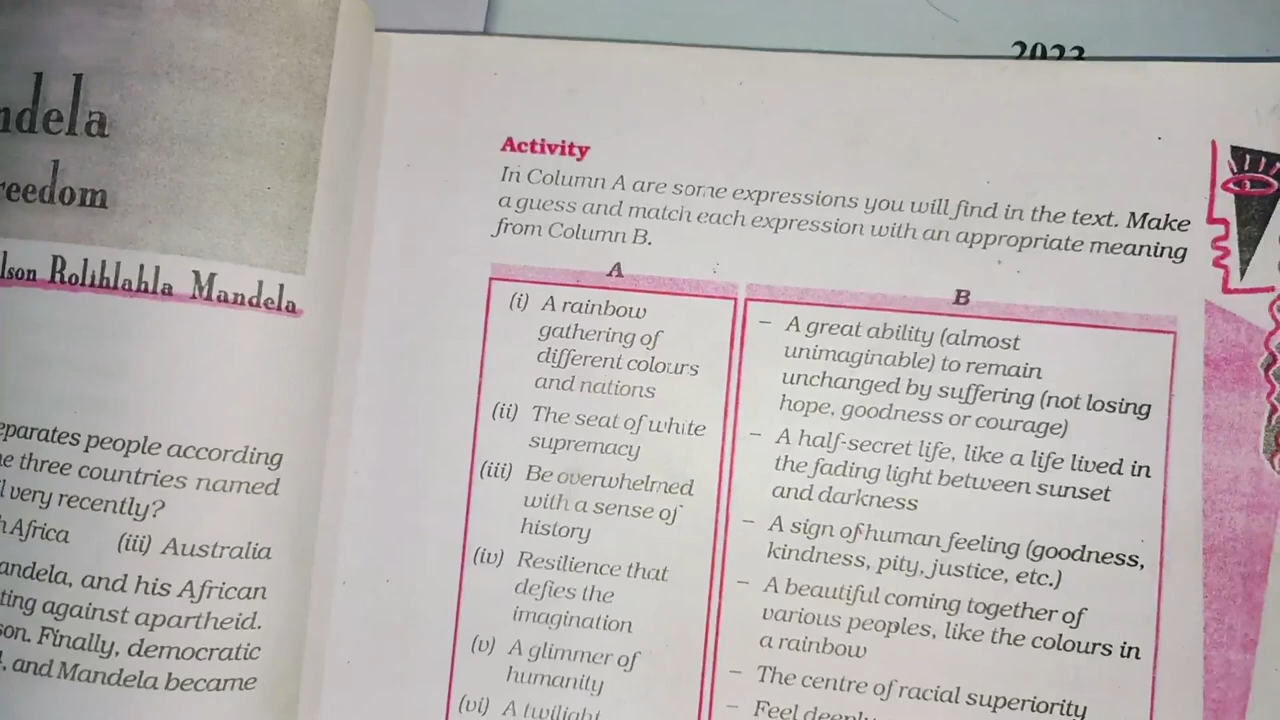 2023
ndela
reedom
lson Rolihlahla Mandela
eparates people according
e three countries named
l very recently?
h Africa (iii) Australia
andela, and his African
ting against apartheid.
son. Finally, democratic
, and Mandela became
Activity
In Column A are some expressions you will find in the text. Make
a guess and match each expression with an appropriate meaning
from Column B.
A
(i) A rainbow
gathering of
different colours
and nations
(ii) The seat of white
supremacy
(iii) Be overwhelmed
with a sense of
history
(iv) Resilience that
defies the
imagination
(v) A glimmer of
humanity
(vi) A twilight
B
– A great ability (almost
unimaginable) to remain
unchanged by suffering (not losing
hope, goodness or courage)
– A half-secret life, like a life lived in
the fading light between sunset
and darkness
– A sign of human feeling (goodness,
kindness, pity, justice, etc.)
– A beautiful coming together of
various peoples, like the colours in
a rainbow
– The centre of racial superiority
– Feel deeply